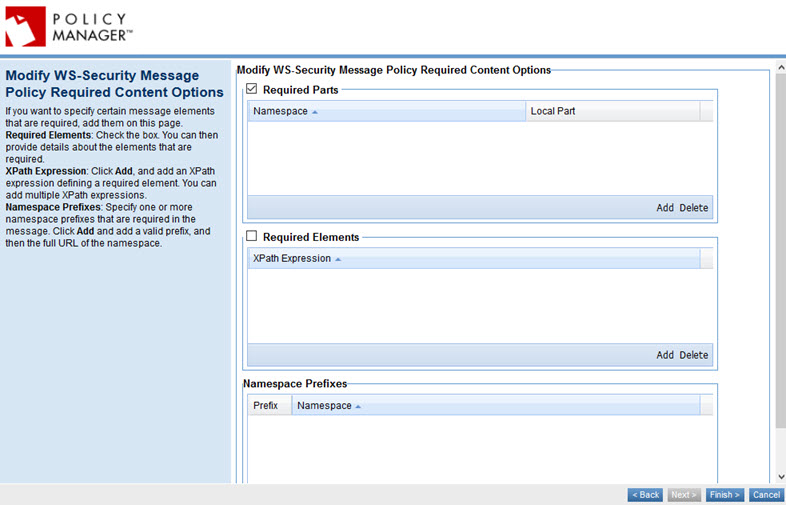 POLICY
MANAGER™
Modify WS-Security Message
Policy Required Content Options
If you want to specify certain message elements
that are required, add them on this page.
Required Elements: Check the box. You can then
provide details about the elements that are
required.
XPath Expression: Click Add, and add an XPath
expression defining a required element. You can
add multiple XPath expressions.
Namespace Prefixes: Specify one or more
namespace prefixes that are required in the
message. Click Add and add a valid prefix, and
then the full URL of the namespace.
Modify WS-Security Message Policy Required Content Options
Required Parts
Namespace Local Part
Add Delete
Required Elements
XPath Expression
Add Delete
Namespace Prefixes
Prefix Namespace
< Back Next > Finish > Cancel